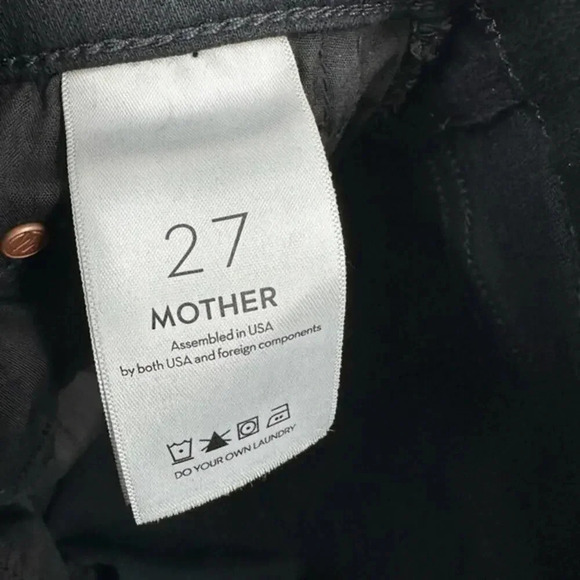 27
MOTHER
Assembled in USA
by both USA and foreign components
DO YOUR OWN LAUNDRY